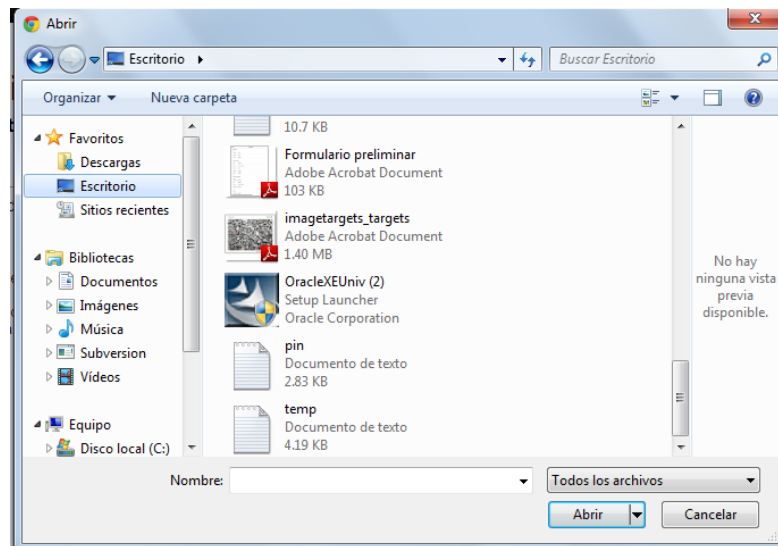 Abrir
Escritorio
Buscar Escritorio
Organizar
Nueva carpeta
Favoritos
Descargas
Escritorio
Sitios recientes
Bibliotecas
Documentos
Imágenes
Música
Subversion
Vídeos
Equipo
Disco local (C:)
10.7 KB
Formulario preliminar
Adobe Acrobat Document
103 KB
imagetargets_targets
Adobe Acrobat Document
1.40 MB
OracleXEUniv (2)
Setup Launcher
Oracle Corporation
pin
Documento de texto
2.83 KB
temp
Documento de texto
4.19 KB
No hay
ninguna vista
previa
disponible.
Nombre:
Todos los archivos
Abrir
Cancelar